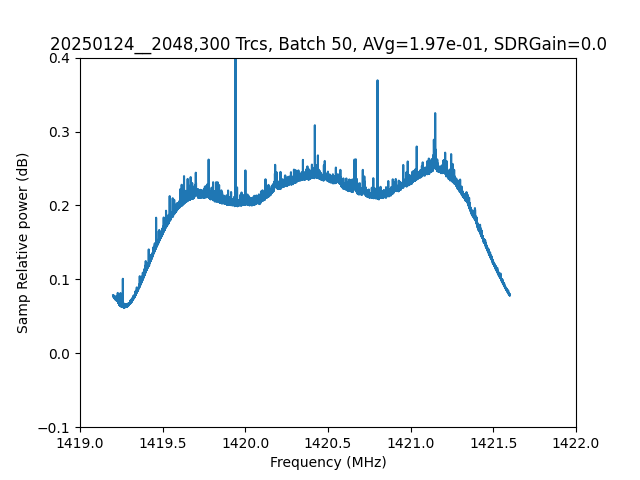 20250124__2048,300 Trcs, Batch 50, AVg=1.97e-01, SDRGain=0.0
0.4
0.3
0.2
0.1
0.0
−0.1
Samp Relative power (dB)
1419.0 1419.5 1420.0 1420.5 1421.0 1421.5 1422.0
Frequency (MHz)